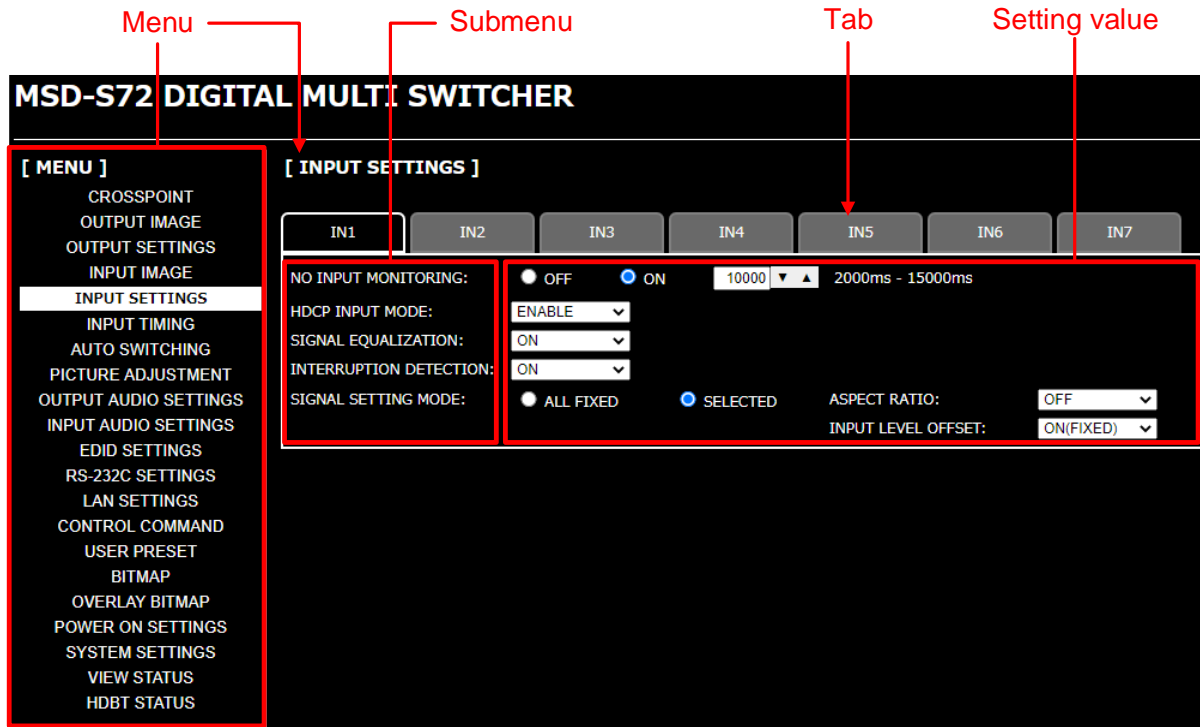 Menu Submenu Tab Setting value
MSD-S72 DIGITAL MULTI SWITCHER
[ MENU ]
CROSSPOINT
OUTPUT IMAGE
OUTPUT SETTINGS
INPUT IMAGE
INPUT SETTINGS
INPUT TIMING
AUTO SWITCHING
PICTURE ADJUSTMENT
OUTPUT AUDIO SETTINGS
INPUT AUDIO SETTINGS
EDID SETTINGS
RS-232C SETTINGS
LAN SETTINGS
CONTROL COMMAND
USER PRESET
BITMAP
OVERLAY BITMAP
POWER ON SETTINGS
SYSTEM SETTINGS
VIEW STATUS
HDBT STATUS
[ INPUT SETTINGS ]
IN1 IN2 IN3 IN4 IN5 IN6 IN7
NO INPUT MONITORING: OFF ON 10000 2000ms - 15000ms
HDCP INPUT MODE: ENABLE
SIGNAL EQUALIZATION: ON
INTERRUPTION DETECTION: ON
SIGNAL SETTING MODE: ALL FIXED SELECTED ASPECT RATIO: OFF
INPUT LEVEL OFFSET: ON(FIXED)